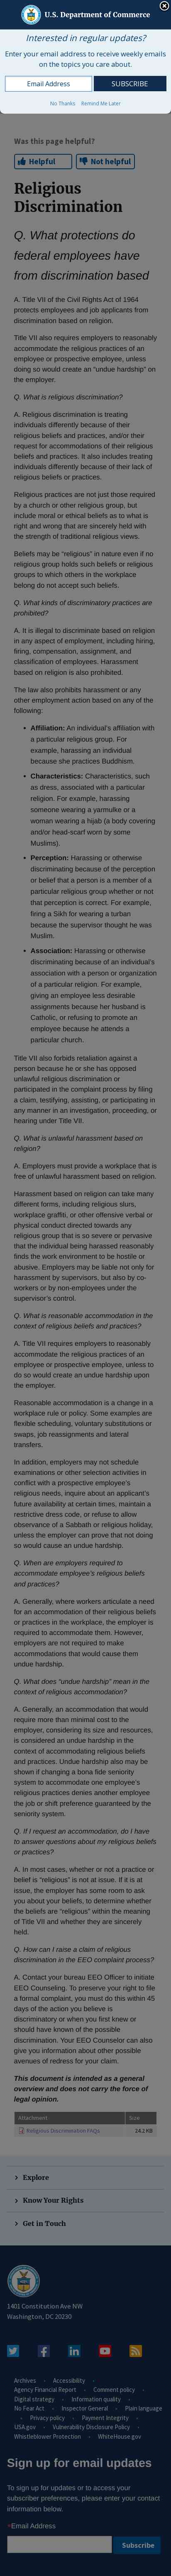 U.S. Department of Commerce
Interested in regular updates?
Enter your email address to receive weekly emails
on the topics you care about.
Email Address
SUBSCRIBE
No Thanks
Remind Me Later
Was this page helpful?
Helpful
Not helpful
Religious
Discrimination
Q. What protections do
federal employees have
from discrimination based
A. Title VII of the Civil Rights Act of 1964
protects employees and job applicants from
discrimination based on religion.
Title VII also requires employers to reasonably
accommodate the religious practices of an
employee or prospective employee, unless
doing so would create an “undue hardship” on
the employer.
Q. What is religious discrimination?
A. Religious discrimination is treating
individuals differently because of their
religious beliefs and practices, and/or their
request for accommodations of religious beliefs
and practices. It also includes treating
individuals differently because of their lack of
religious beliefs or practices.
Religious practices are not just those required
by a church or other religious group, but
include moral or ethical beliefs as to what is
right and wrong that are sincerely held with
the strength of traditional religious views.
Beliefs may be “religious” in nature even if no
religious group holds such beliefs or the
religious group to which the individual belongs
does not accept such beliefs.
Q. What kinds of discriminatory practices are
prohibited?
A. It is illegal to discriminate based on religion
in any aspect of employment, including hiring,
firing, compensation, assignment, and
classification of employees. Harassment
based on religion is also prohibited.
The law also prohibits harassment or any
other employment action based on any of the
following:
• Affiliation: An individual’s affiliation with
a particular religious group. For
example, harassing an individual
because she practices Buddhism.
• Characteristics: Characteristics, such
as dress, associated with a particular
religion. For example, harassing
someone wearing a yarmulke or a
woman wearing a hijab (a body covering
and/or head-scarf worn by some
Muslims).
• Perception: Harassing or otherwise
discriminating because of the perception
or belief that a person is a member of a
particular religious group whether or not
that perception is correct. For example,
firing a Sikh for wearing a turban
because the supervisor thought he was
Muslim.
• Association: Harassing or otherwise
discriminating because of an individual’s
association with an individual or
organization of a particular religion. For
example, giving an employee less desirable
assignments because her husband is
Catholic, or refusing to promote an
employee because he attends a
particular church.
Title VII also forbids retaliation against a
person because he or she has opposed
unlawful religious discrimination or
participated in the complaint process by filing
a claim, testifying, assisting, or participating in
any manner in an investigation, proceeding, or
hearing under Title VII.
Q. What is unlawful harassment based on
religion?
A. Employees must provide a workplace that is
free of unlawful harassment based on religion.
Harassment based on religion can take many
different forms, including religious slurs,
workplace graffiti, or other offensive verbal or
physical conduct directed towards any
religious group that is so severe or pervasive
that the individual being harassed reasonably
finds the work environment to be hostile or
abusive. Employers may be liable not only for
harassment by supervisors, but also by co-
workers or by non-employees under the
supervisor’s control.
Q. What is reasonable accommodation in the
context of religious beliefs and practices?
A. Title VII requires employers to reasonably
accommodate the religious practices of an
employee or prospective employee, unless to
do so would create an undue hardship upon
the employer.
Reasonable accommodation is a change in a
workplace rule or policy. Some examples are
flexible scheduling, voluntary substitutions or
swaps, job reassignments and lateral
transfers.
In addition, employers may not schedule
examinations or other selection activities in
conflict with a prospective employee’s
religious needs, inquire about an applicant’s
future availability at certain times, maintain a
restrictive dress code, or refuse to allow
observance of a Sabbath or religious holiday,
unless the employer can prove that not doing
so would cause an undue hardship.
Q. When are employers required to
accommodate employee’s religious beliefs
and practices?
A. Generally, where workers articulate or
request accommodations for religious beliefs
or practices in the workplace, the employer is
required to accommodate them. However,
employers may not be required to make
accommodations that would cause them
undue hardship.
Q. What does “undue hardship” mean in the
context of religious accommodation?
A. Generally, an accommodation that would
require more than minimal cost to the
employer, or significant disruption to its
business operations and resources, is
considered an undue hardship in the
context of accommodating religious beliefs
and practices. Undue hardship may also be
shown if changing a bona fide seniority
system to accommodate one employee’s
religious practices denies another employee
the job or shift preference guaranteed by the
seniority system.
Q. If I request an accommodation, do I have
to answer questions about my religious beliefs
or practices?
A. In most cases, whether or not a practice or
belief is “religious” is not at issue. If it is at
issue, the employer has some room to ask
you about your beliefs, to determine whether
the beliefs are “religious” within the meaning
of Title VII and whether they are sincerely
held.
Q. How can I raise a claim of religious
discrimination in the EEO complaint process?
A. Contact your bureau EEO Officer to initiate
EEO Counseling. To preserve your right to file
a formal complaint, you must do this within 45
days of when you believe is
discriminatory or when you knew or
should have known of the possible
discrimination. Your EEO Counselor can also
give you information about other possible
avenues of redress for your claim.
This document is intended as a general
overview and does not carry the force of
legal opinion.
Attachment
Size
Religious Discrimination FAQs
24.2 KB
Explore
Know Your Rights
Get in Touch
1401 Constitution Ave NW
Washington, DC 20230
Archives
Accessibility
Agency Financial Report
Comment policy
Digital strategy
Information quality
No Fear Act
Inspector General
Plain language
Privacy policy
Payment Integrity
USA.gov
Vulnerability Disclosure Policy
Whistleblower Protection
WhiteHouse.gov
Sign up for email updates
To sign up for updates or to access your
subscriber preferences, please enter your contact
information below.
*Email Address
Subscribe